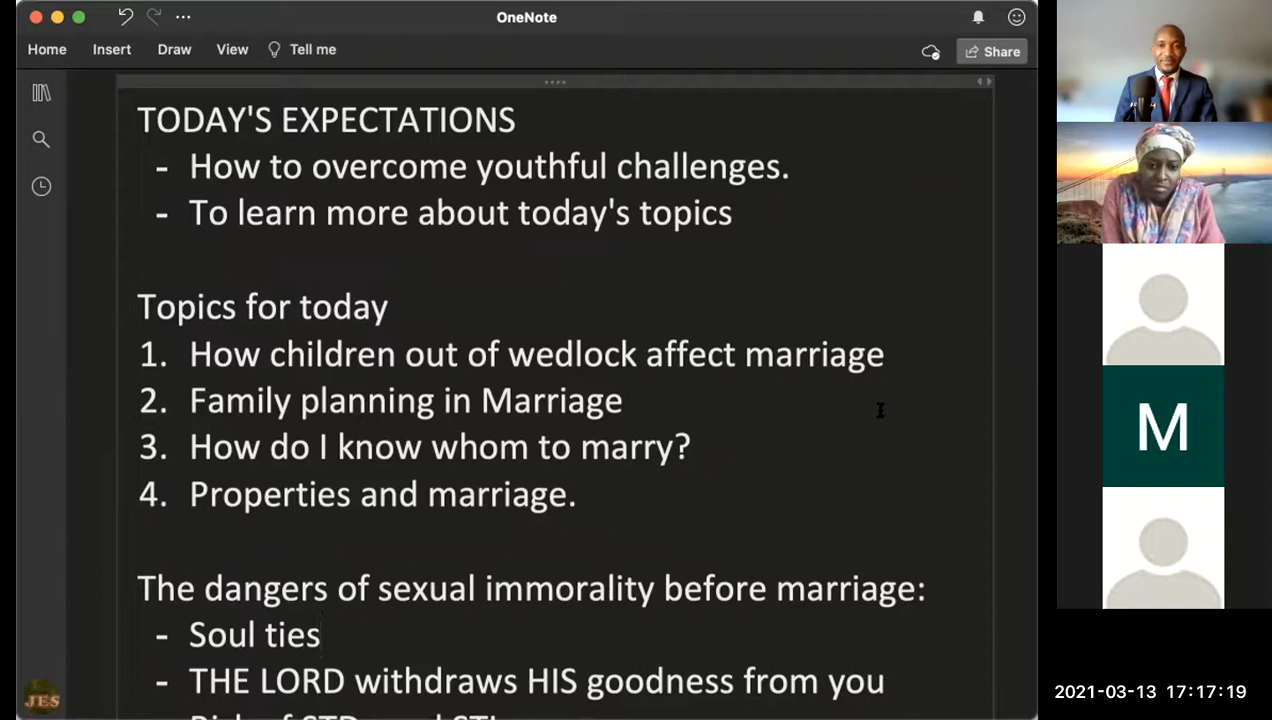 OneNote
Home Insert Draw View Tell me Share
TODAY'S EXPECTATIONS
- How to overcome youthful challenges.
- To learn more about today's topics
Topics for today
1. How children out of wedlock affect marriage
2. Family planning in Marriage
3. How do I know whom to marry?
4. Properties and marriage.
The dangers of sexual immorality before marriage:
- Soul ties
- THE LORD withdraws HIS goodness from you
M
JES
2021-03-13 17:17:19